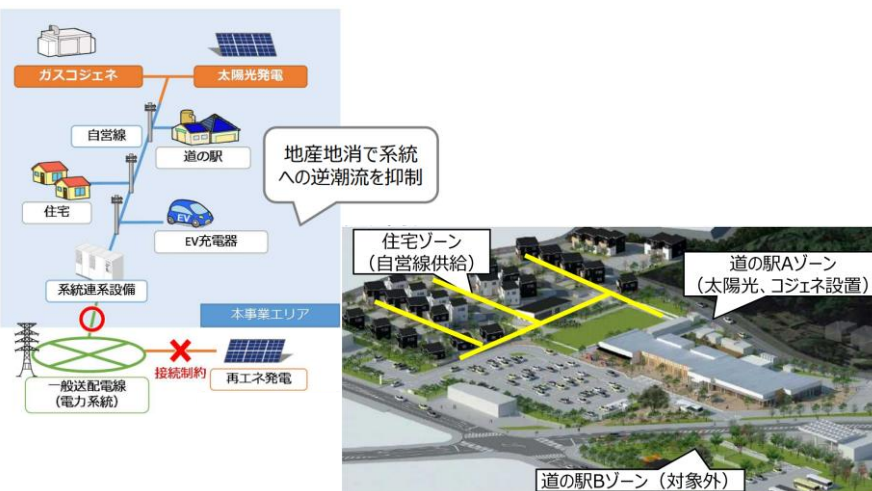 ガスコジェネ
太陽光発電
自営線
道の駅
住宅
EV
EV充電器
系統連系設備
地産地消で系統
への逆潮流を抑制
本事業エリア
接続制約
再エネ発電
一般送配電線
(電力系統)
住宅ゾーン
(自営線供給)
道の駅Aゾーン
(太陽光、コジェネ設置)
道の駅Bゾーン(対象外)